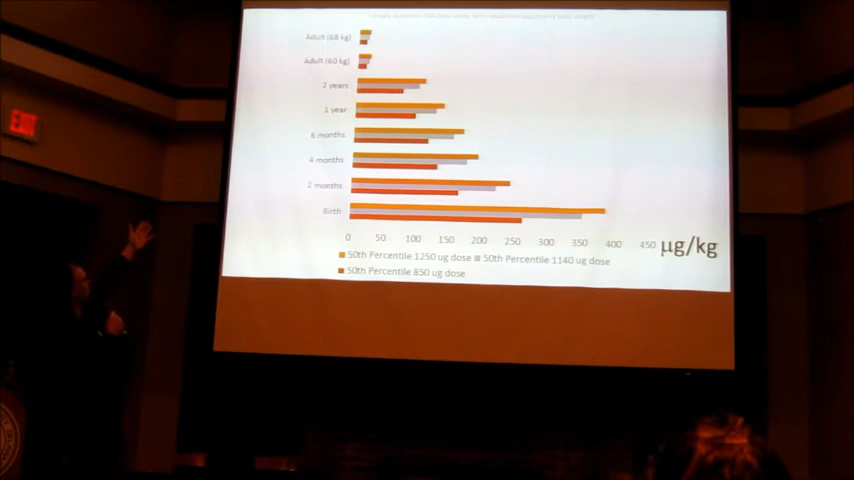 Adult (68 kg)
Adult (60 kg)
2 years
1 year
6 months
4 months
2 months
Birth
0 50 100 150 200 250 300 350 400 450 µg/kg
50th Percentile 1250 ug dose 50th Percentile 1140 ug dose
50th Percentile 850 ug dose
EXIT